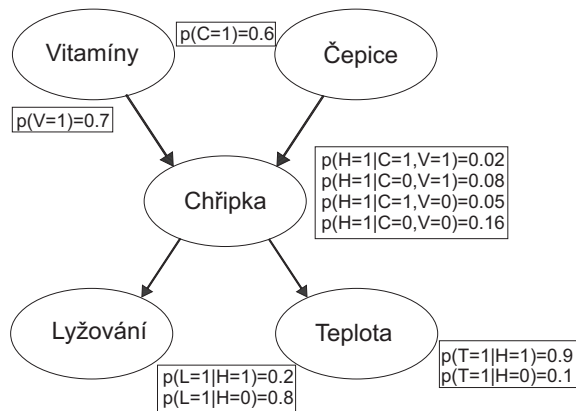 p(C=1)=0.6
Vitamíny
Čepice
p(V=1)=0.7
p(H=1|C=1,V=1)=0.02
p(H=1|C=0,V=1)=0.08
p(H=1|C=1,V=0)=0.05
p(H=1|C=0,V=0)=0.16
Chřipka
Lyžování
Teplota
p(T=1|H=1)=0.9
p(T=1|H=0)=0.1
p(L=1|H=1)=0.2
p(L=1|H=0)=0.8